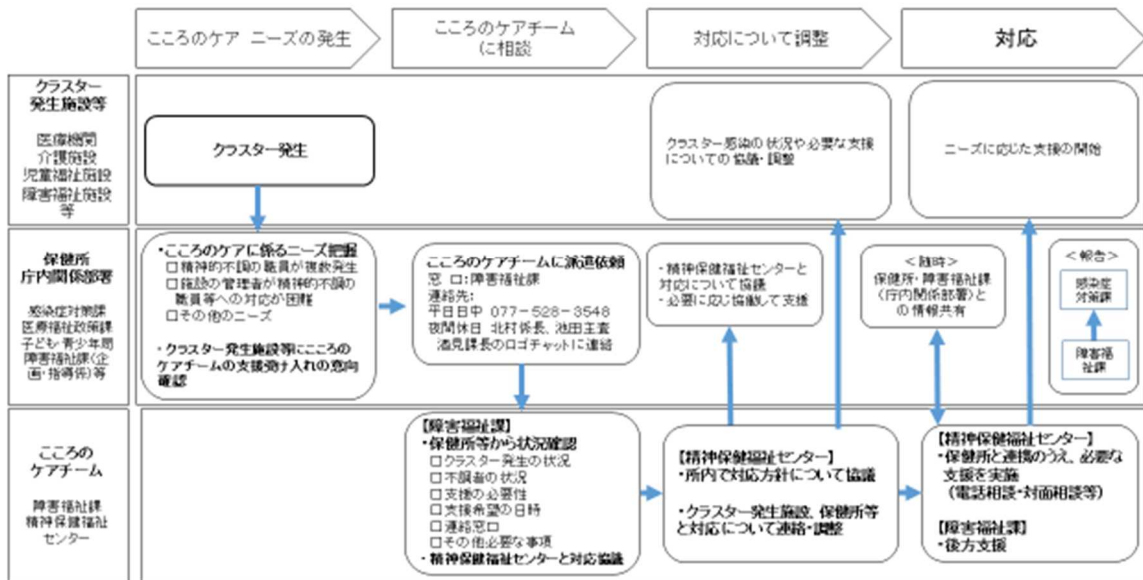 こころのケア ニーズの発生
こころのケアチーム
に相談
対応について調整
対応
クラスター
発生施設等
医療機関
介護施設
児童福祉施設
障害福祉施設
等
クラスター発生
クラスター感染の状況や必要な支援
についての協議・調整
ニーズに応じた支援の開始
保健所
庁内関係部署
感染症対策課
医療福祉政策課
子ども・青少年局
障害福祉課(企
画・指導係)等
・こころのケアに係るニーズ把握
□精神的不調の職員が複数発生
□施設の管理者が精神的不調の
職員等への対応が困難
□その他のニーズ
・クラスター発生施設等にこころの
ケアチームの支援受け入れの意向
確認
こころのケアチームに派遣依頼
窓 口:障害福祉課
連絡先:
平日日中 077-528-3548
夜間休日 北村係長、池田主査
酒見課長のロゴチャットに連絡
・精神保健福祉センターと
対応について協議
・必要に応じ協働して支援
<随時>
保健所・障害福祉課
(庁内関係部署)と
の情報共有
<報告>
感染症
対策課
障害福
祉課
こころの
ケアチーム
障害福祉課
精神保健福祉
センター
【障害福祉課】
・保健所等から状況確認
□クラスター発生の状況
□不調者の状況
□支援の必要性
□支援希望の日時
□連絡窓口
□その他必要な事項
・精神保健福祉センターと対応協議
【精神保健福祉センター】
・所内で対応方針について協議
・クラスター発生施設、保健所等
と対応について連絡・調整
【精神保健福祉センター】
・保健所と連携のうえ、必要な
支援を実施
(電話相談・対面相談等)
【障害福祉課】
・後方支援